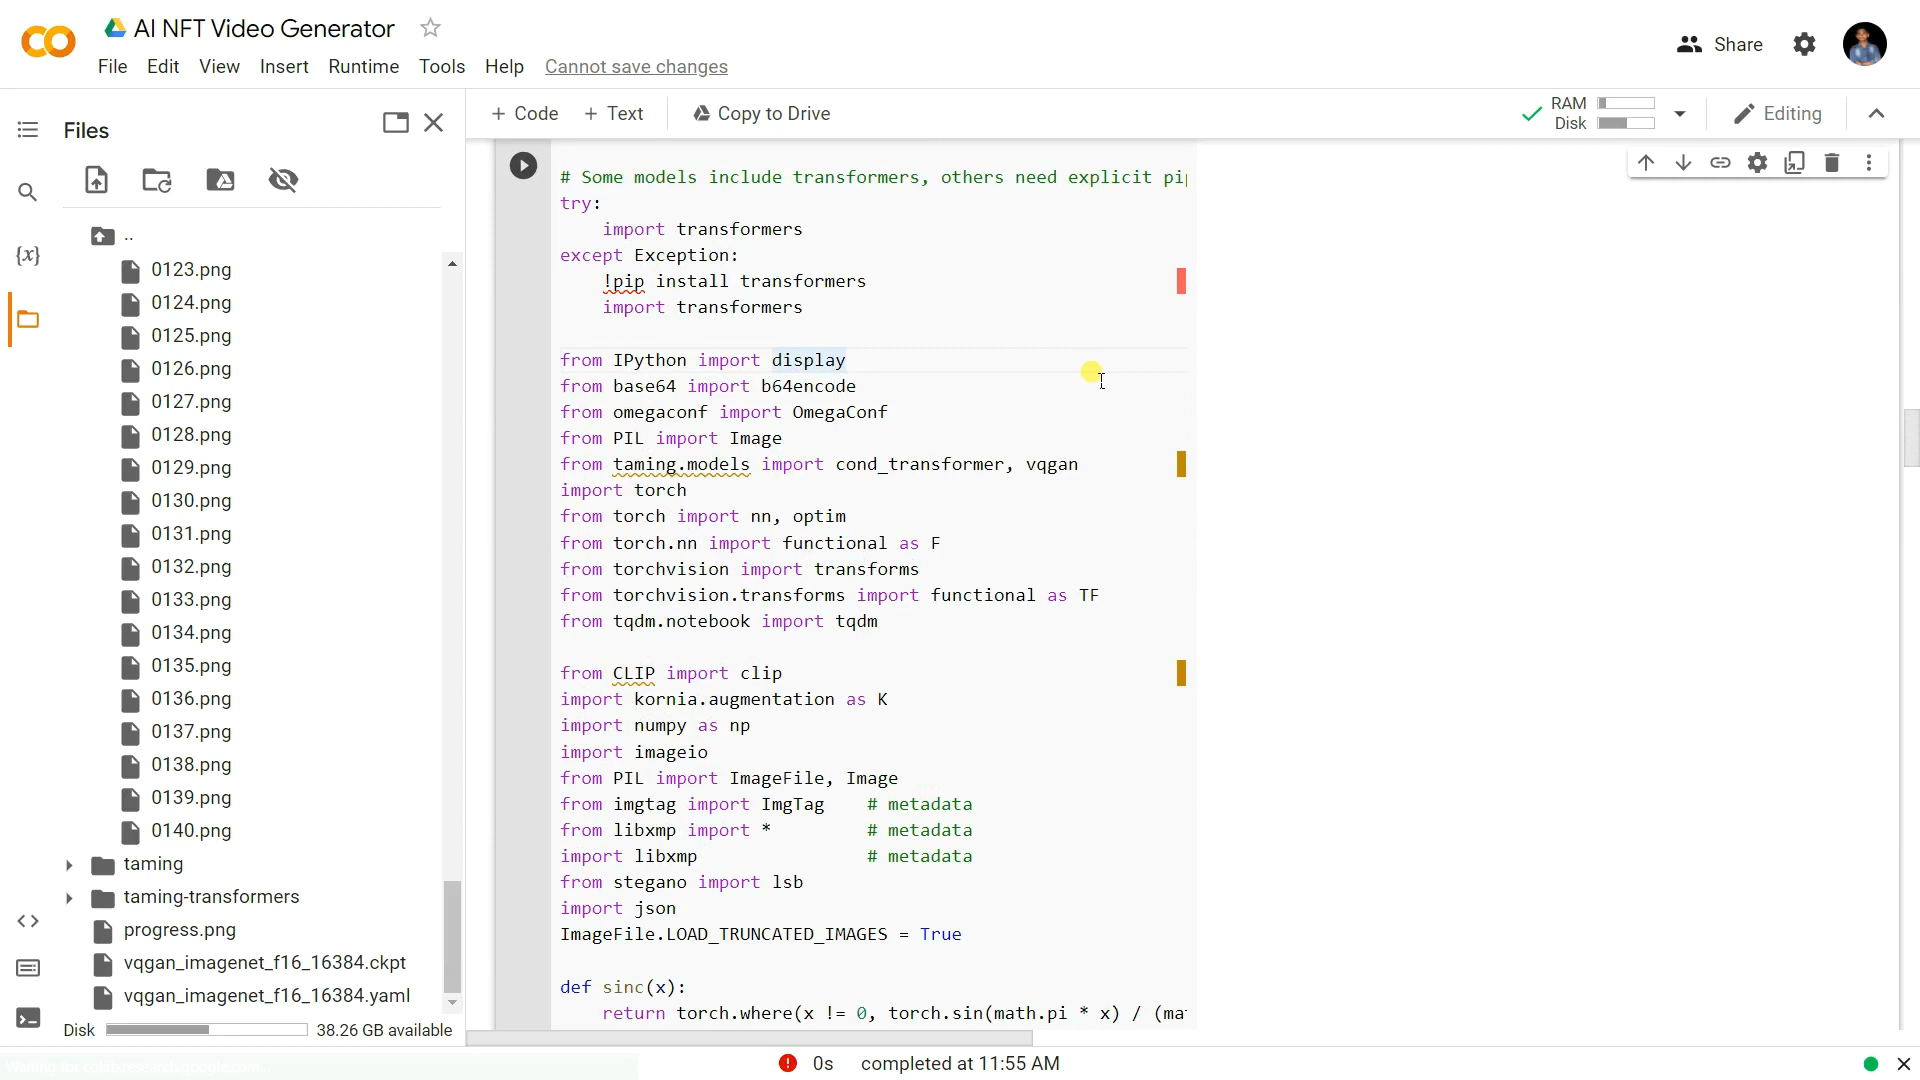 AI NFT Video Generator
File Edit View Insert Runtime Tools Help Cannot save changes
Share
Files
+ Code + Text Copy to Drive
RAM
Disk
Editing
..
0123.png
0124.png
0125.png
0126.png
0127.png
0128.png
0129.png
0130.png
0131.png
0132.png
0133.png
0134.png
0135.png
0136.png
0137.png
0138.png
0139.png
0140.png
taming
taming-transformers
progress.png
vqgan_imagenet_f16_16384.ckpt
vqgan_imagenet_f16_16384.yaml
Disk 38.26 GB available
{x}
# Some models include transformers, others need explicit pi
try:
import transformers
except Exception:
!pip install transformers
import transformers
from IPython import display
from base64 import b64encode
from omegaconf import OmegaConf
from PIL import Image
from taming.models import cond_transformer, vqgan
import torch
from torch import nn, optim
from torch.nn import functional as F
from torchvision import transforms
from torchvision.transforms import functional as TF
from tqdm.notebook import tqdm
from CLIP import clip
import kornia.augmentation as K
import numpy as np
import imageio
from PIL import ImageFile, Image
from imgtag import ImgTag # metadata
from libxmp import * # metadata
import libxmp # metadata
from stegano import lsb
import json
ImageFile.LOAD_TRUNCATED_IMAGES = True
def sinc(x):
return torch.where(x != 0, torch.sin(math.pi * x) / (ma
Waiting for colab.research.google.com...
0s completed at 11:55 AM